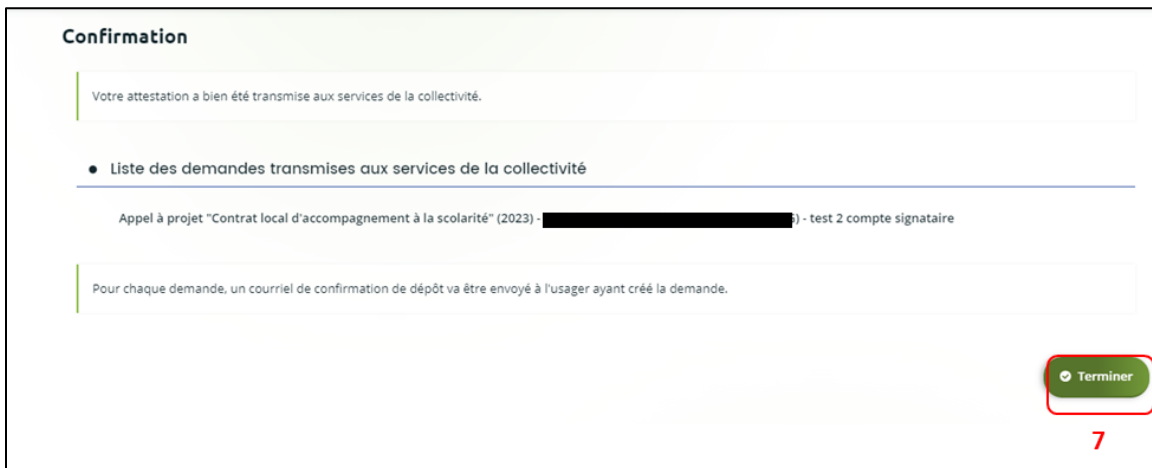 Confirmation
Votre attestation a bien été transmise aux services de la collectivité.
Liste des demandes transmises aux services de la collectivité
Appel à projet "Contrat local d'accompagnement à la scolarité" (2023) - ) - test 2 compte signataire
Pour chaque demande, un courriel de confirmation de dépôt va être envoyé à l'usager ayant créé la demande.
Terminer
7